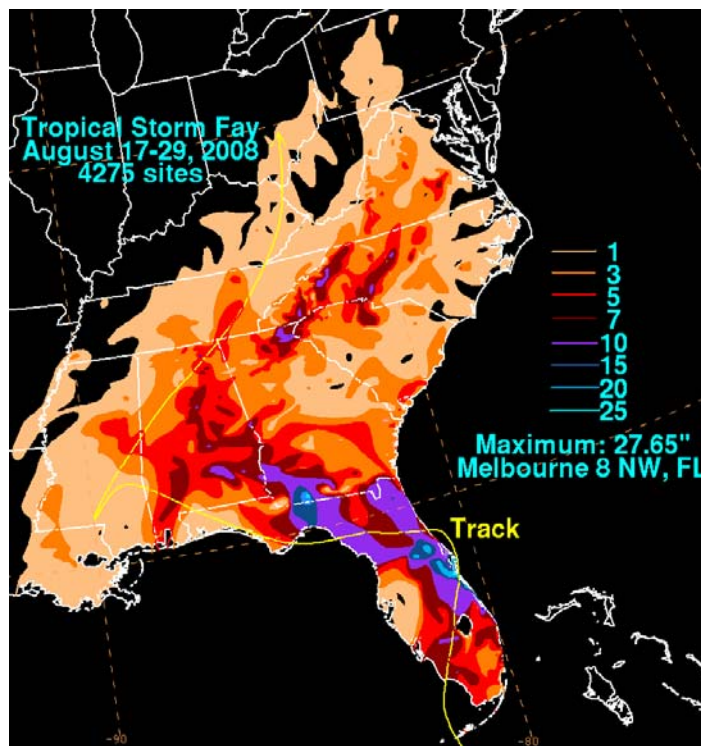 Tropical Storm Fay
August 17-29, 2008
4275 sites
1
3
5
7
10
15
20
25
Maximum: 27.65"
Melbourne 8 NW, FL
Track
-90
-80